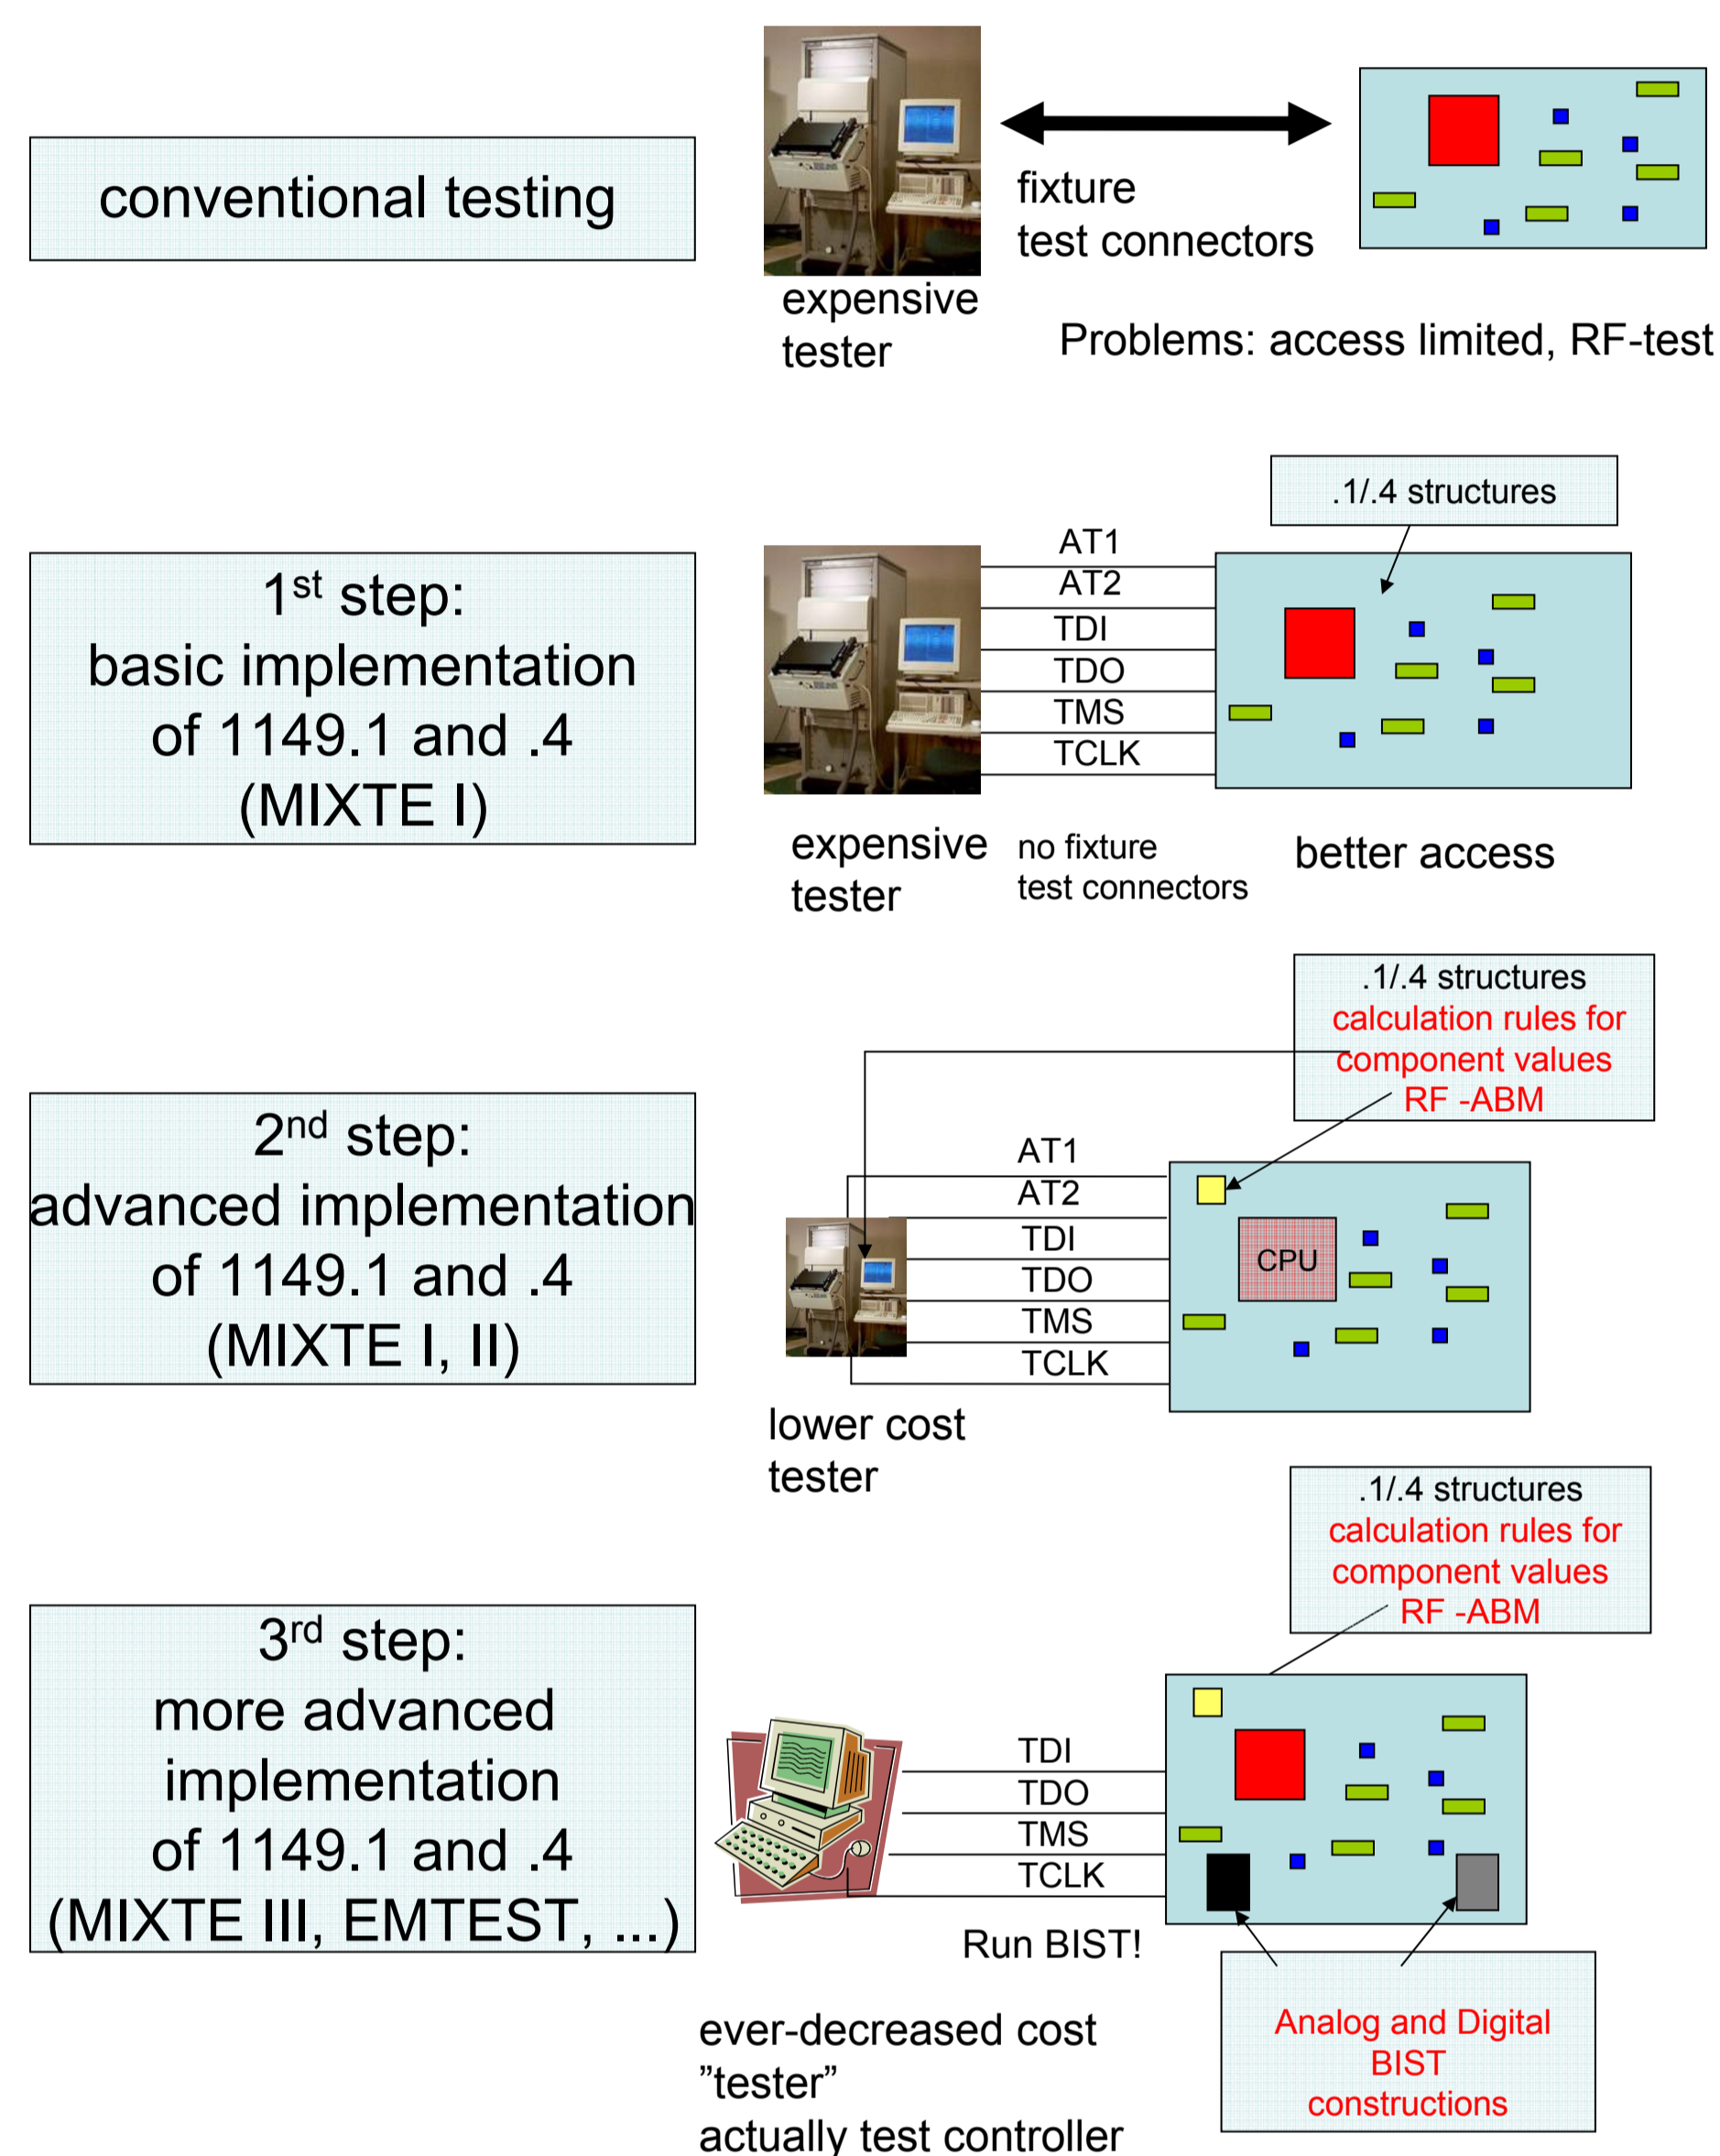 conventional testing
expensive
tester
fixture
test connectors
Problems: access limited, RF-test
1st step:
basic implementation
of 1149.1 and .4
(MIXTE I)
.1/.4 structures
AT1
AT2
TDI
TDO
TMS
TCLK
expensive
tester
no fixture
test connectors
better access
2nd step:
advanced implementation
of 1149.1 and .4
(MIXTE I, II)
.1/.4 structures
calculation rules for
component values
RF -ABM
AT1
AT2
TDI
TDO
TMS
TCLK
CPU
lower cost
tester
3rd step:
more advanced
implementation
of 1149.1 and .4
(MIXTE III, EMTEST, ...)
.1/.4 structures
calculation rules for
component values
RF -ABM
TDI
TDO
TMS
TCLK
Run BIST!
ever-decreased cost
”tester”
actually test controller
Analog and Digital
BIST
constructions